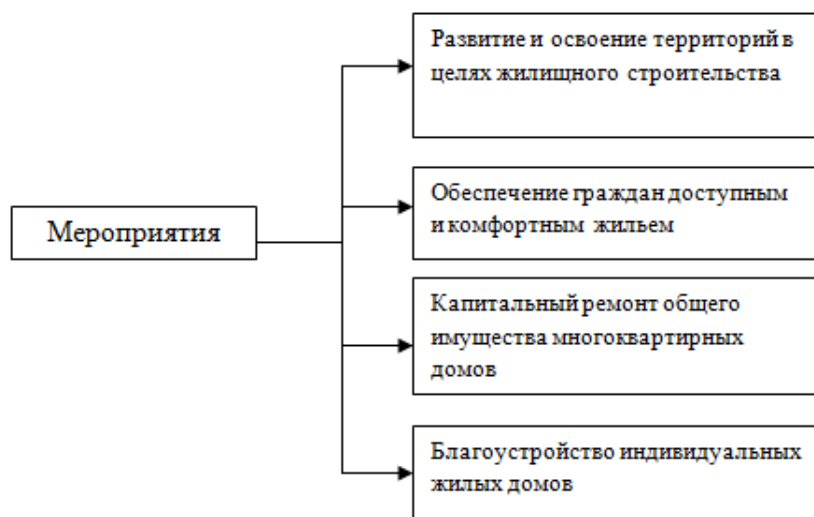 Развитие и освоение территорий в
целях жилищного строительства
Обеспечение граждан доступным
и комфортным жильем
Мероприятия
Капитальный ремонт общего
имущества многоквартирных
домов
Благоустройство индивидуальных
жилых домов